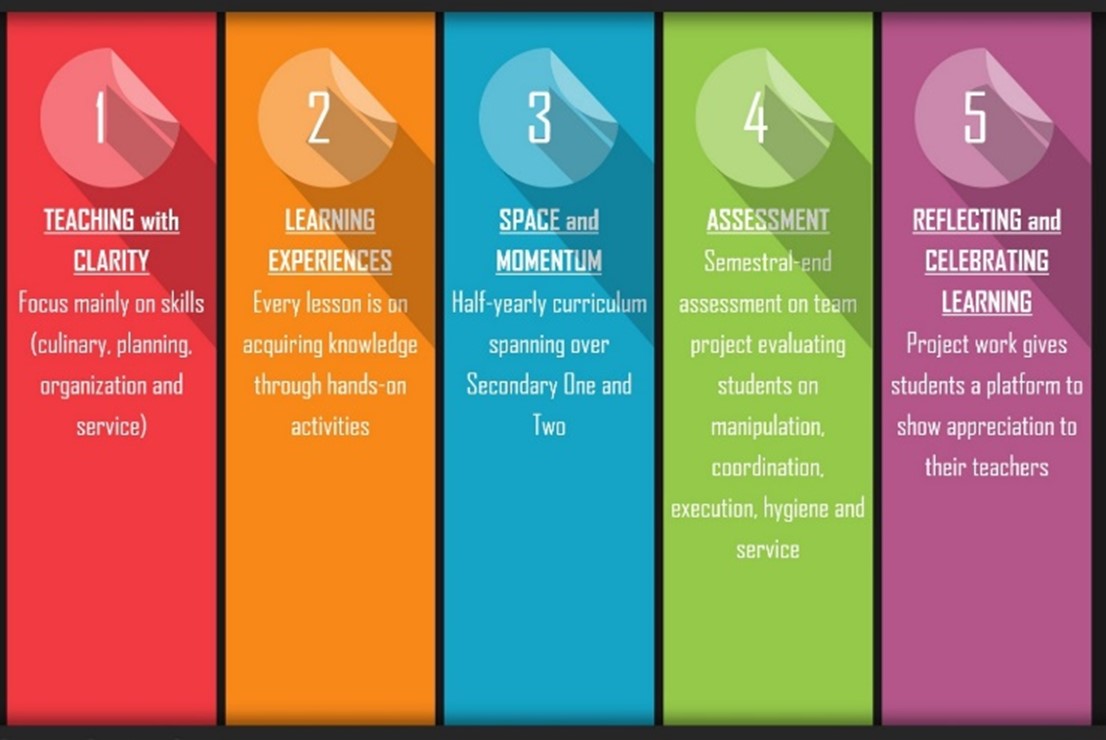 1
TEACHING with
CLARITY
Focus mainly on skills
(culinary, planning,
organization and
service)
2
LEARNING
EXPERIENCES
Every lesson is on
acquiring knowledge
through hands-on
activities
3
SPACE and
MOMENTUM
Half-yearly curriculum
spanning over
Secondary One and
Two
4
ASSESSMENT
Semestral-end
assessment on team
project evaluating
students on
manipulation,
coordination,
execution, hygiene and
service
5
REFLECTING and
CELEBRATING
LEARNING
Project work gives
students a platform to
show appreciation to
their teachers